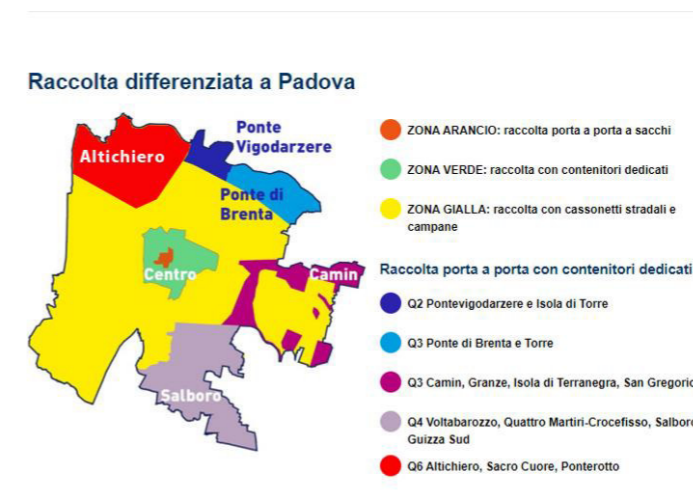 Raccolta differenziata a Padova
Altichiero
Ponte
Vigodarzere
Ponte di
Brenta
Centro
Camin
Salboro
ZONA ARANCIO: raccolta porta a porta a sacchi
ZONA VERDE: raccolta con contenitori dedicati
ZONA GIALLA: raccolta con cassonetti stradali e
campane
Raccolta porta a porta con contenitori dedicati
Q2 Pontevigodarzere e Isola di Torre
Q3 Ponte di Brenta e Torre
Q3 Camin, Granze, Isola di Terranegra, San Gregorio
Q4 Voltabarozzo, Quattro Martiri-Crocefisso, Salboro
Guizza Sud
Q6 Altichiero, Sacro Cuore, Ponterotto